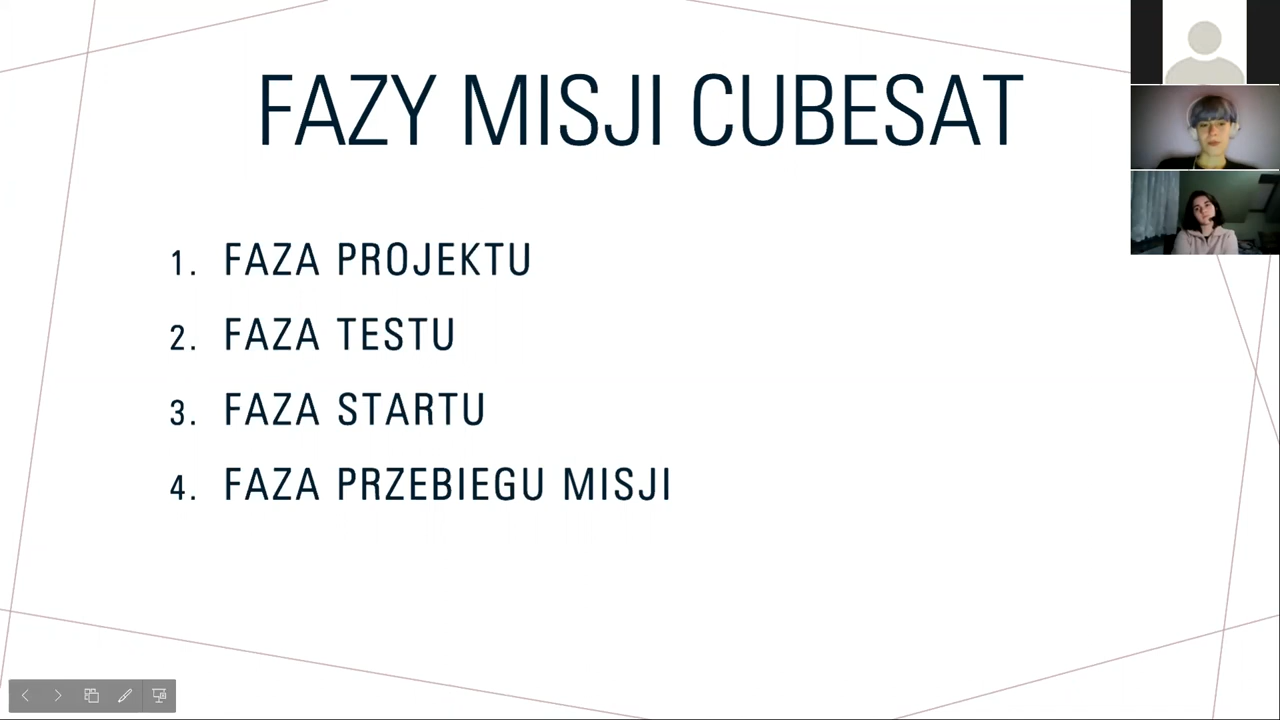 FAZY MISJI CUBESAT
1. FAZA PROJEKTU
2. FAZA TESTU
3. FAZA STARTU
4. FAZA PRZEBIEGU MISJI